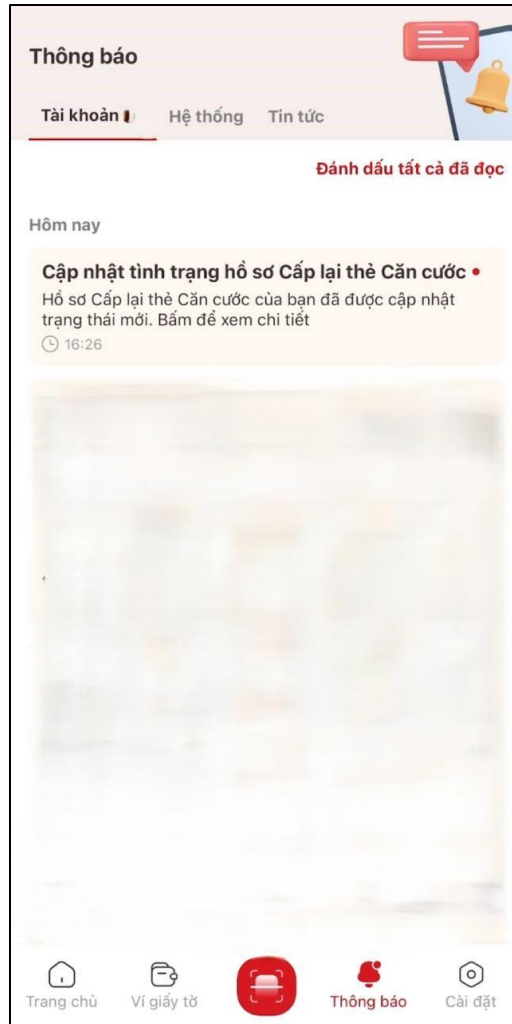 Thông báo
Tài khoản Hệ thống Tin tức
Đánh dấu tất cả đã đọc
Hôm nay
Cập nhật tình trạng hồ sơ Cấp lại thẻ Căn cước
Hồ sơ Cấp lại thẻ Căn cước của bạn đã được cập nhật
trạng thái mới. Bấm để xem chi tiết
16:26
Trang chủ Ví giấy tờ Thông báo Cài đặt